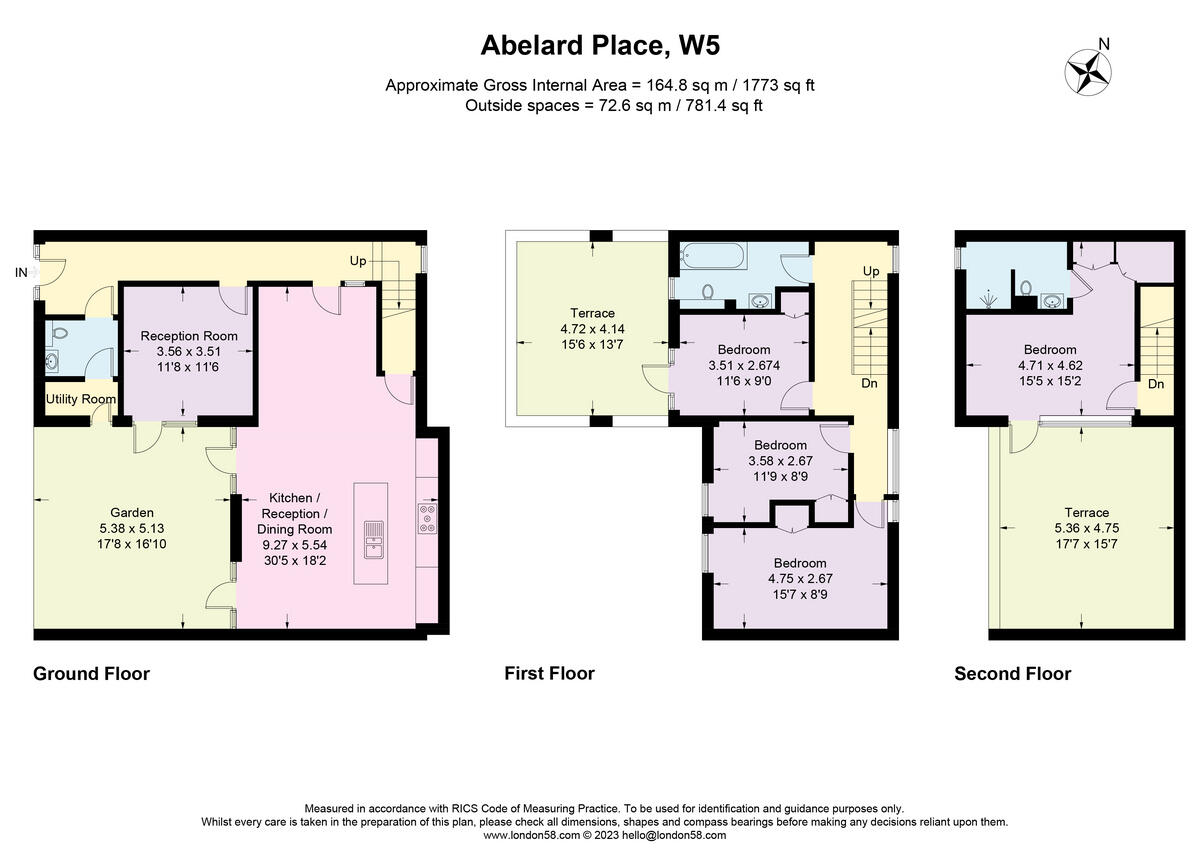 Abelard Place, W5
Approximate Gross Internal Area = 164.8 sq m / 1773 sq ft
Outside spaces = 72.6 sq m / 781.4 sq ft
N
IN
Up
Reception Room
3.56 x 3.51
11'8 x 11'6
Utility Room
Garden
5.38 x 5.13
17'8 x 16'10
Kitchen /
Reception /
Dining Room
9.27 x 5.54
30'5 x 18'2
Ground Floor
Terrace
4.72 x 4.14
15'6 x 13'7
Up
Bedroom
3.51 x 2.674
11'6 x 9'0
Dn
Bedroom
3.58 x 2.67
11'9 x 8'9
Bedroom
4.75 x 2.67
15'7 x 8'9
First Floor
Bedroom
4.71 x 4.62
15'5 x 15'2
Dn
Terrace
5.36 x 4.75
17'7 x 15'7
Second Floor
Measured in accordance with RICS Code of Measuring Practice. To be used for identification and guidance purposes only.
Whilst every care is taken in the preparation of this plan, please check all dimensions, shapes and compass bearings before making any decisions reliant upon them.
www.london58.com © 2023 hello@london58.com